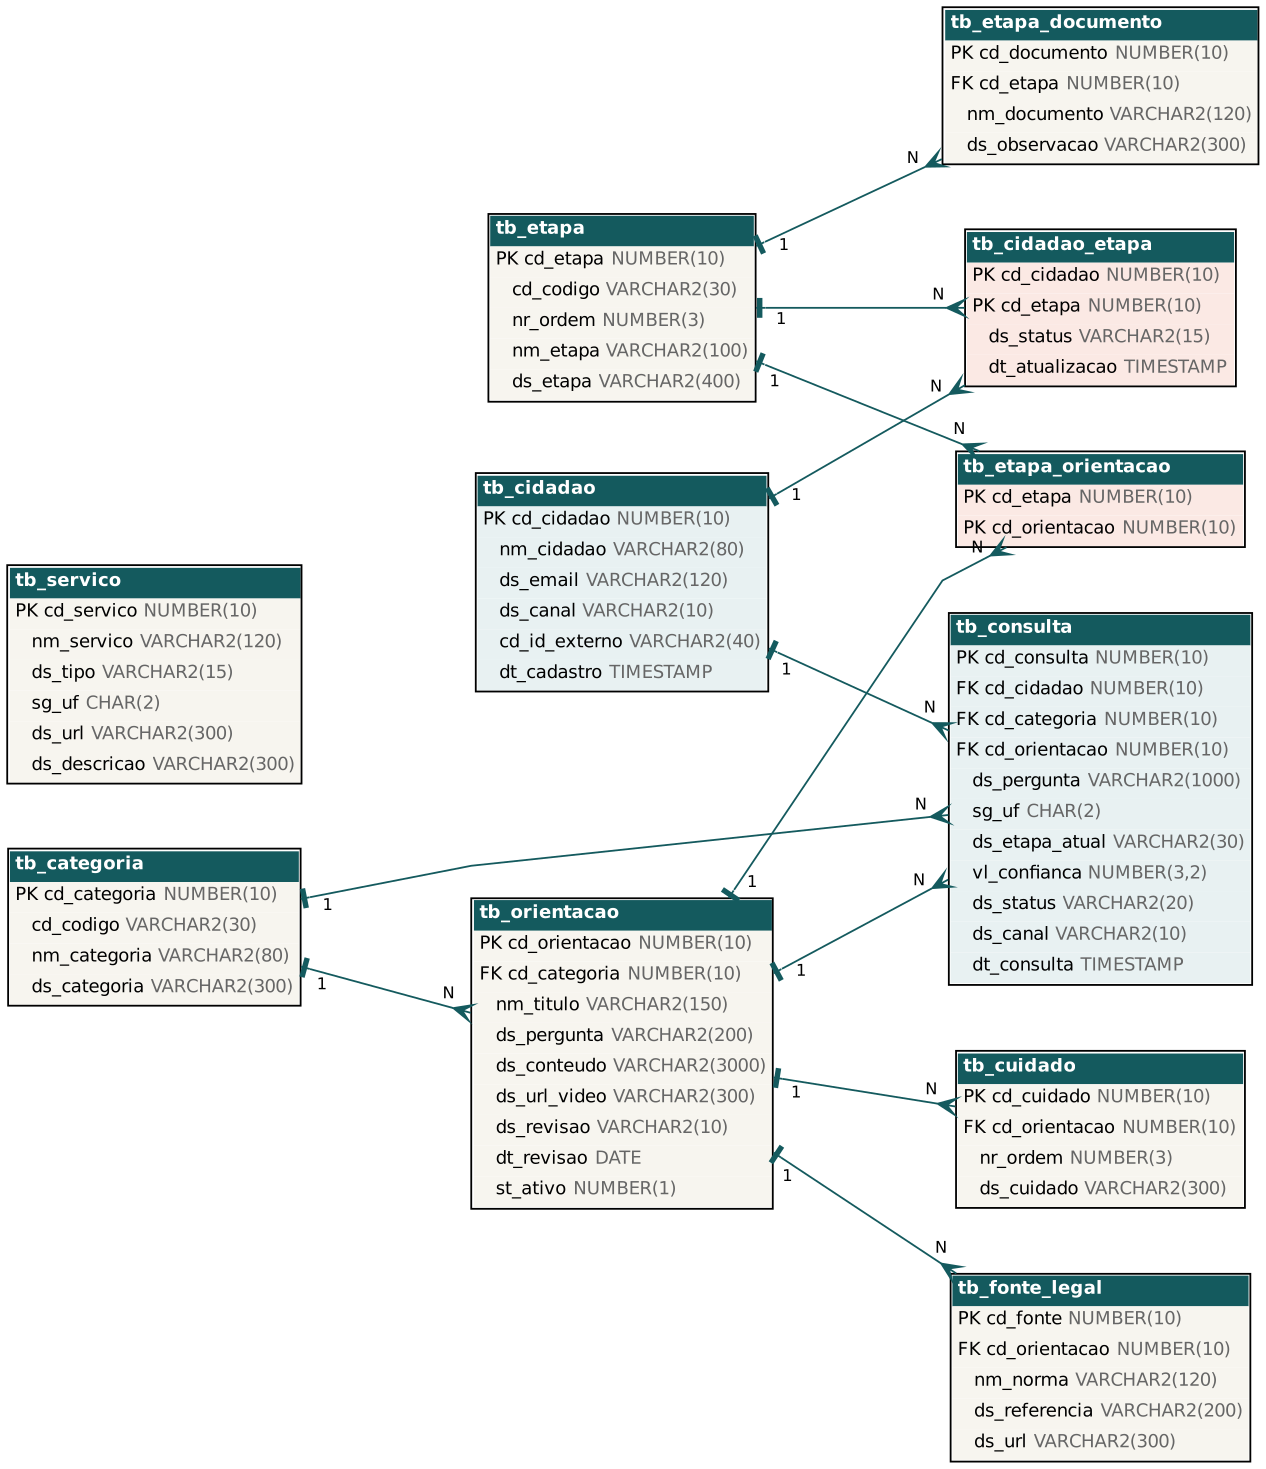 tb_etapa_documento
PK cd_documento NUMBER(10)
FK cd_etapa NUMBER(10)
nm_documento VARCHAR2(120)
ds_observacao VARCHAR2(300)
N
1
tb_etapa
PK cd_etapa NUMBER(10)
cd_codigo VARCHAR2(30)
nr_ordem NUMBER(3)
nm_etapa VARCHAR2(100)
ds_etapa VARCHAR2(400)
1
N
1
N
tb_cidadao_etapa
PK cd_cidadao NUMBER(10)
PK cd_etapa NUMBER(10)
ds_status VARCHAR2(15)
dt_atualizacao TIMESTAMP
N
1
tb_etapa_orientacao
PK cd_etapa NUMBER(10)
PK cd_orientacao NUMBER(10)
N
tb_cidadao
PK cd_cidadao NUMBER(10)
nm_cidadao VARCHAR2(80)
ds_email VARCHAR2(120)
ds_canal VARCHAR2(10)
cd_id_externo VARCHAR2(40)
dt_cadastro TIMESTAMP
1
N
tb_servico
PK cd_servico NUMBER(10)
nm_servico VARCHAR2(120)
ds_tipo VARCHAR2(15)
sg_uf CHAR(2)
ds_url VARCHAR2(300)
ds_descricao VARCHAR2(300)
tb_consulta
PK cd_consulta NUMBER(10)
FK cd_cidadao NUMBER(10)
FK cd_categoria NUMBER(10)
FK cd_orientacao NUMBER(10)
ds_pergunta VARCHAR2(1000)
sg_uf CHAR(2)
ds_etapa_atual VARCHAR2(30)
vl_confianca NUMBER(3,2)
ds_status VARCHAR2(20)
ds_canal VARCHAR2(10)
dt_consulta TIMESTAMP
N
N
1
1
tb_categoria
PK cd_categoria NUMBER(10)
cd_codigo VARCHAR2(30)
nm_categoria VARCHAR2(80)
ds_categoria VARCHAR2(300)
1
1
N
tb_orientacao
PK cd_orientacao NUMBER(10)
FK cd_categoria NUMBER(10)
nm_titulo VARCHAR2(150)
ds_pergunta VARCHAR2(200)
ds_conteudo VARCHAR2(3000)
ds_url_video VARCHAR2(300)
ds_revisao VARCHAR2(10)
dt_revisao DATE
st_ativo NUMBER(1)
1
N
1
N
tb_cuidado
PK cd_cuidado NUMBER(10)
FK cd_orientacao NUMBER(10)
nr_ordem NUMBER(3)
ds_cuidado VARCHAR2(300)
tb_fonte_legal
PK cd_fonte NUMBER(10)
FK cd_orientacao NUMBER(10)
nm_norma VARCHAR2(120)
ds_referencia VARCHAR2(200)
ds_url VARCHAR2(300)